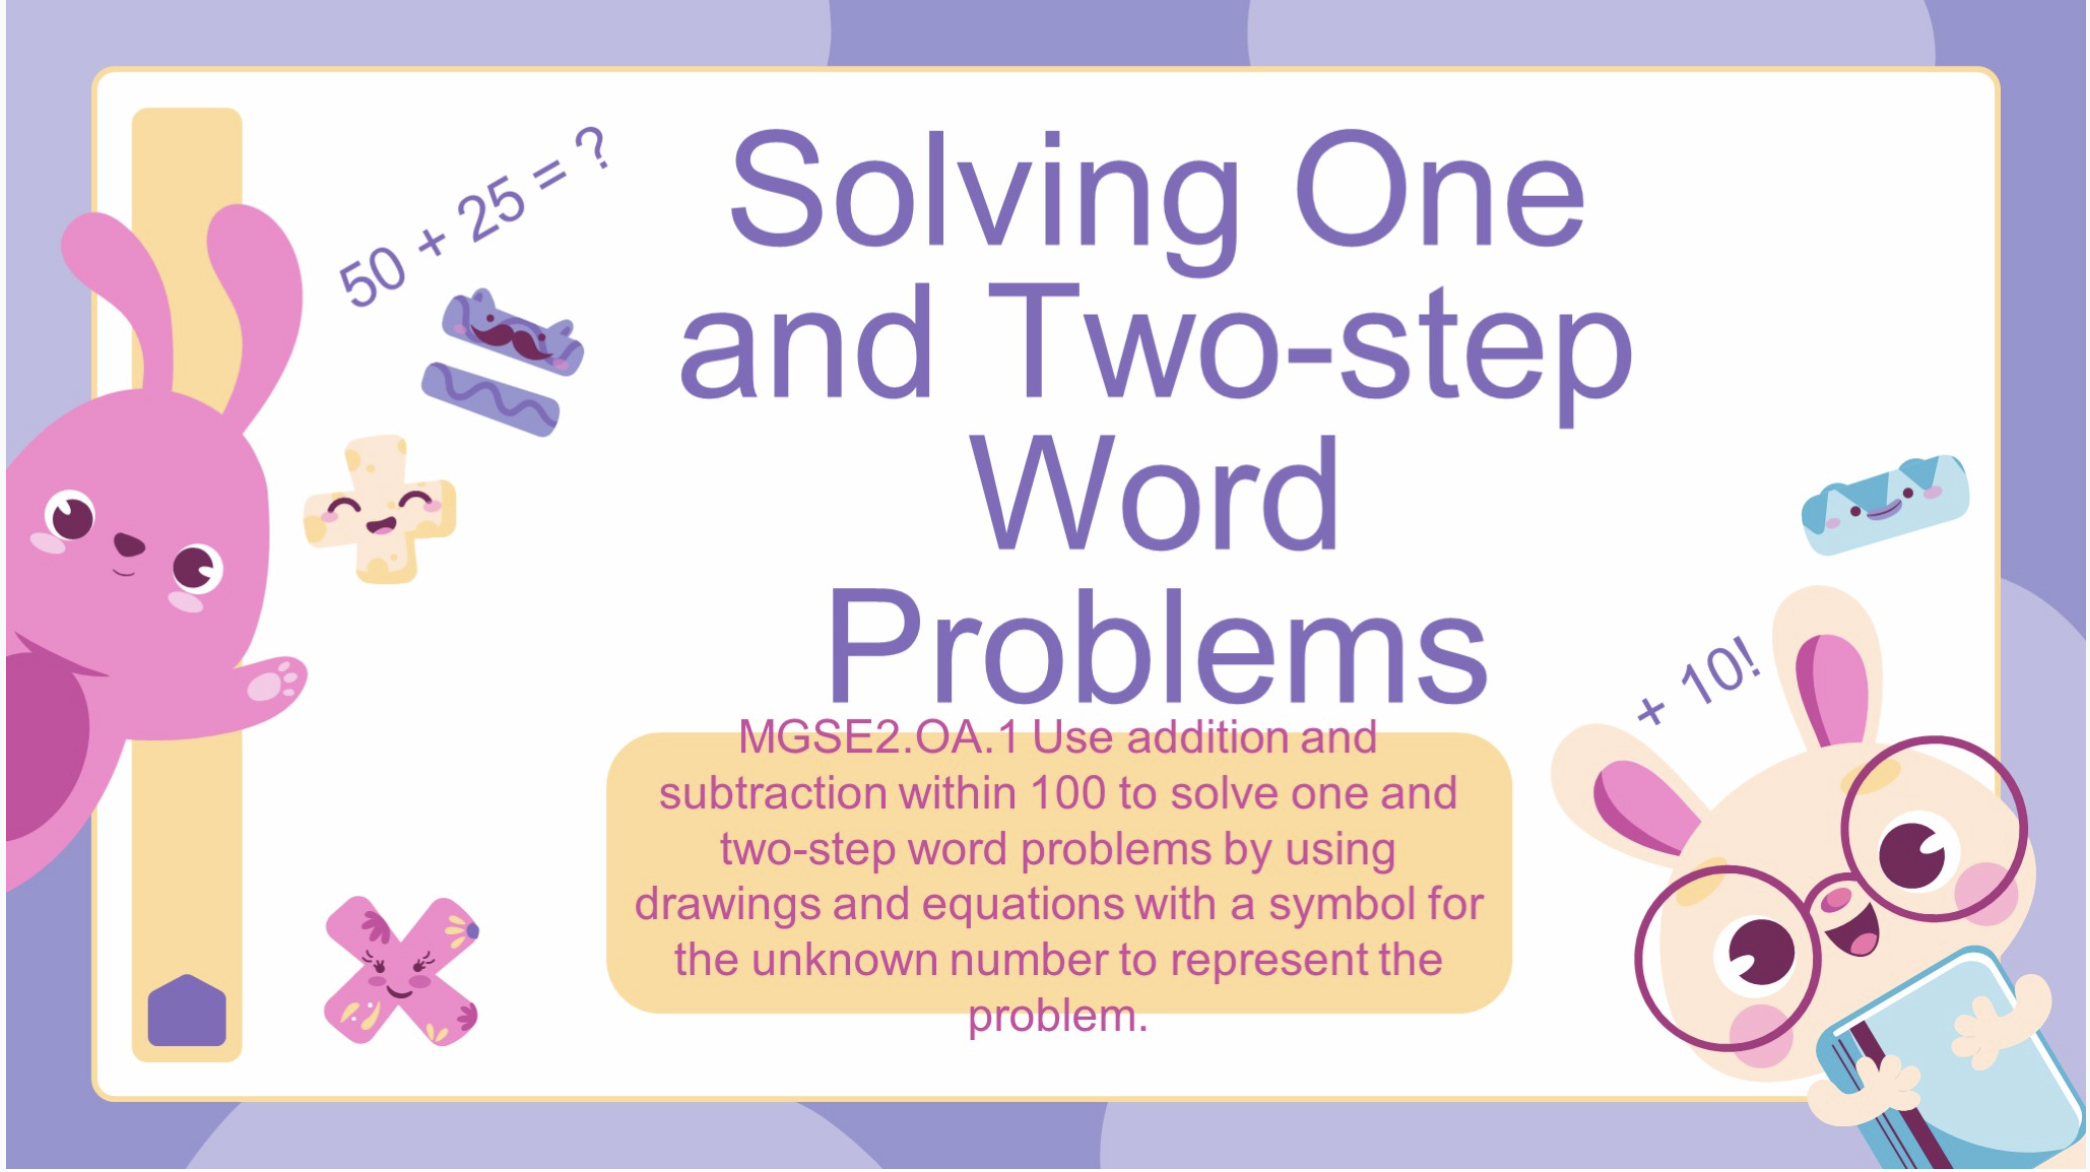 50 + 25 = ?
Solving One
and Two-step
Word
Problems
+ 10!
MGSE2.OA.1 Use addition and
subtraction within 100 to solve one and
two-step word problems by using
drawings and equations with a symbol for
the unknown number to represent the
problem.